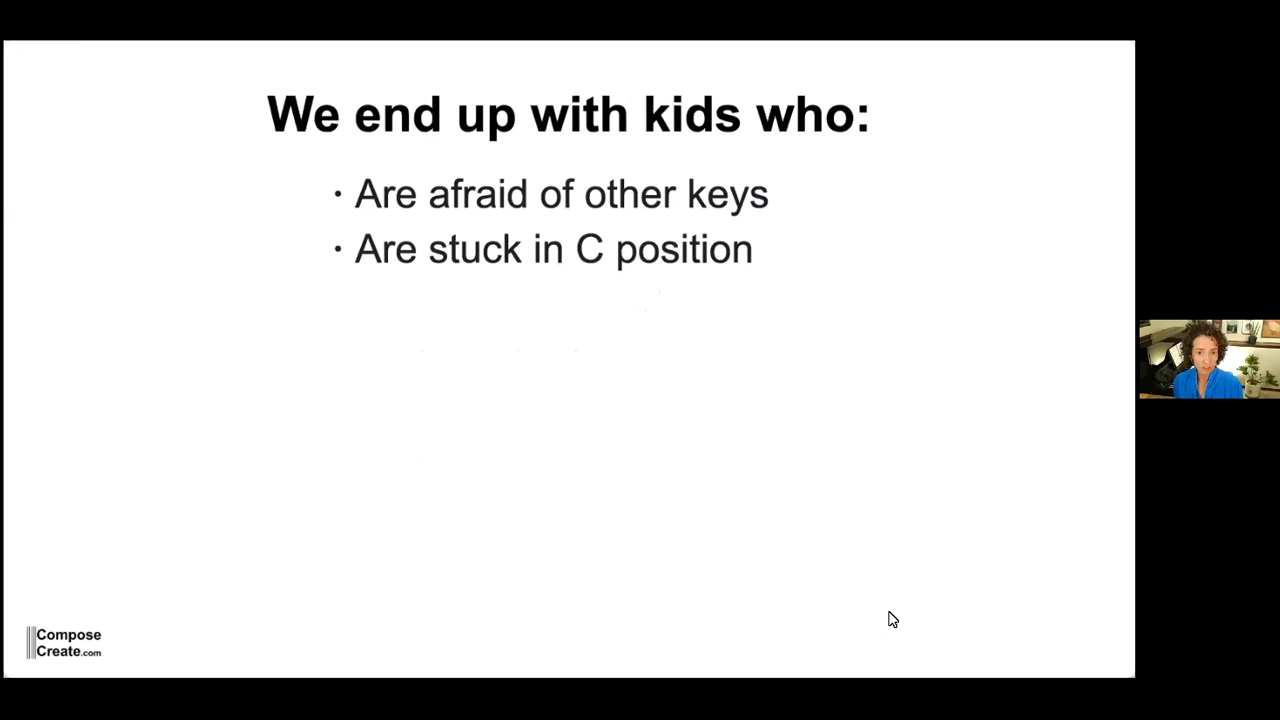 We end up with kids who:
· Are afraid of other keys
· Are stuck in C position
Compose
Create.com